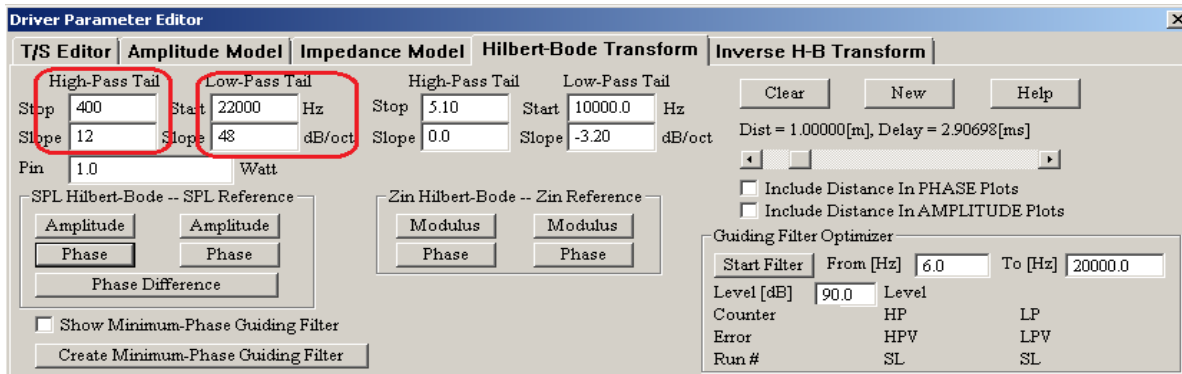 Driver Parameter Editor
T/S Editor Amplitude Model Impedance Model Hilbert-Bode Transform Inverse H-B Transform
High-Pass Tail Low-Pass Tail High-Pass Tail Low-Pass Tail Clear New Help
Stop 400 Start 22000 Hz Stop 5.10 Start 10000.0 Hz
Slope 12 Slope 48 dB/oct Slope 0.0 Slope -3.20 dB/oct Dist = 1.00000[m], Delay = 2.90698[ms]
Pin 1.0 Watt
Include Distance In PHASE Plots
SPL Hilbert-Bode -- SPL Reference Zin Hilbert-Bode -- Zin Reference
Include Distance In AMPLITUDE Plots
Amplitude Amplitude Modulus Modulus
Guiding Filter Optimizer
Phase Phase Phase Phase Start Filter From [Hz] 6.0 To [Hz] 20000.0
Phase Difference Level [dB] 90.0 Level
Counter HP LP
Show Minimum-Phase Guiding Filter
Error HPV LPV
Create Minimum-Phase Guiding Filter Run # SL SL